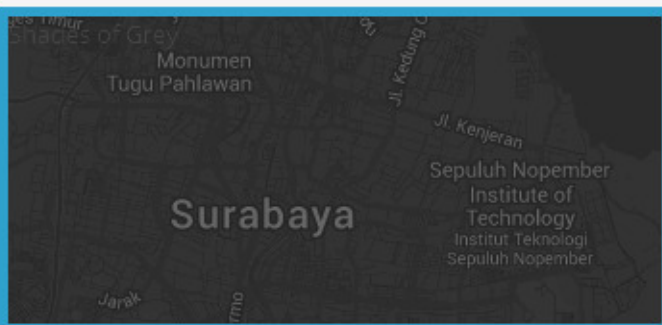 Shades of Grey
Monumen
Tugu Pahlawan
Jl. Kedung
Jl. Kenjeran
Sepuluh Nopember
Institute of
Technology
Institut Teknologi
Sepuluh Nopember
Surabaya
Jarak